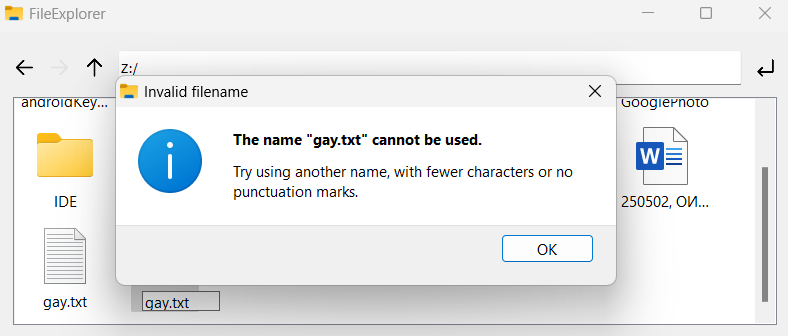 FileExplorer
z:/
Invalid filename
androidKey...
GooglePhoto
The name "gay.txt" cannot be used.
Try using another name, with fewer characters or no
punctuation marks.
IDE
250502, ОИ...
OK
gay.txt
gay.txt